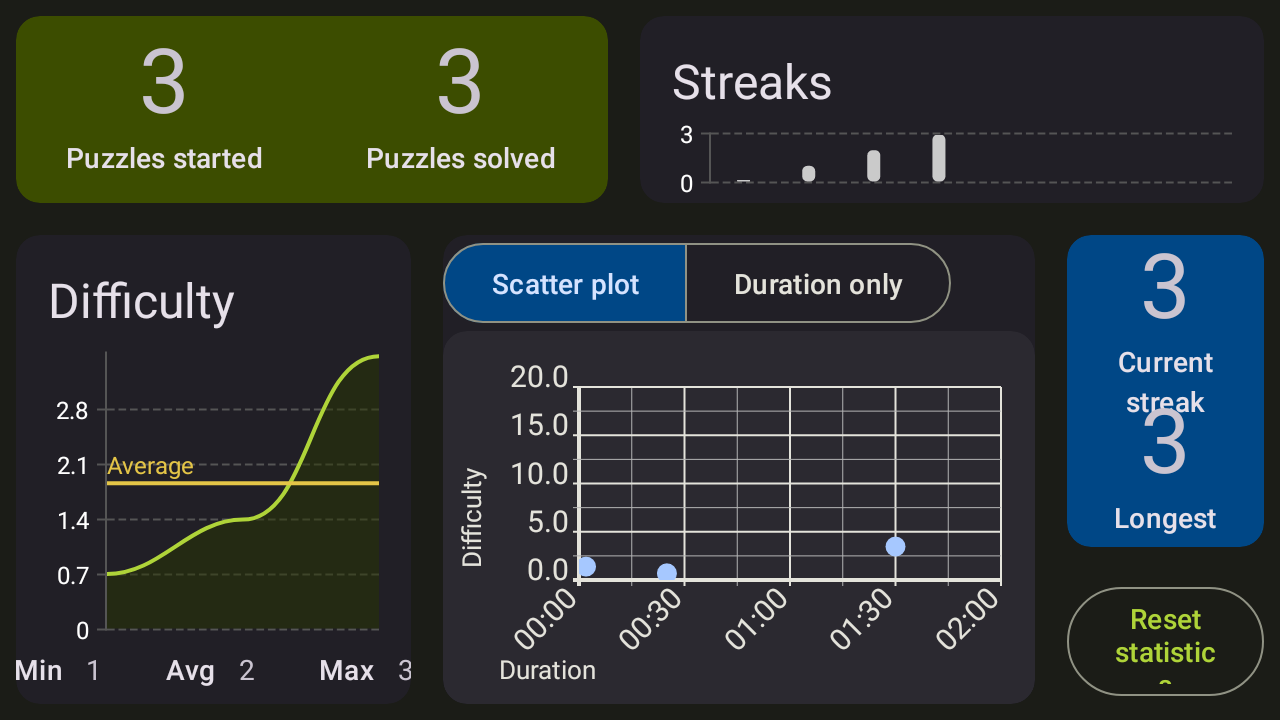 3
Puzzles started
3
Puzzles solved
Streaks
3
0
Difficulty
2.8
2.1
1.4
0.7
0
Average
Min 1
Avg 2
Max 3
Scatter plot
Duration only
Difficulty
20.0
15.0
10.0
5.0
0.0
00:00
00:30
01:00
01:30
02:00
Duration
3
Current
streak
3
Longest
Reset
statistic